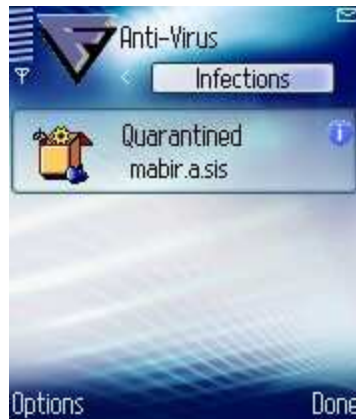 Anti-Virus
Infections
Quarantined
mabir.a.sis
Options
Done